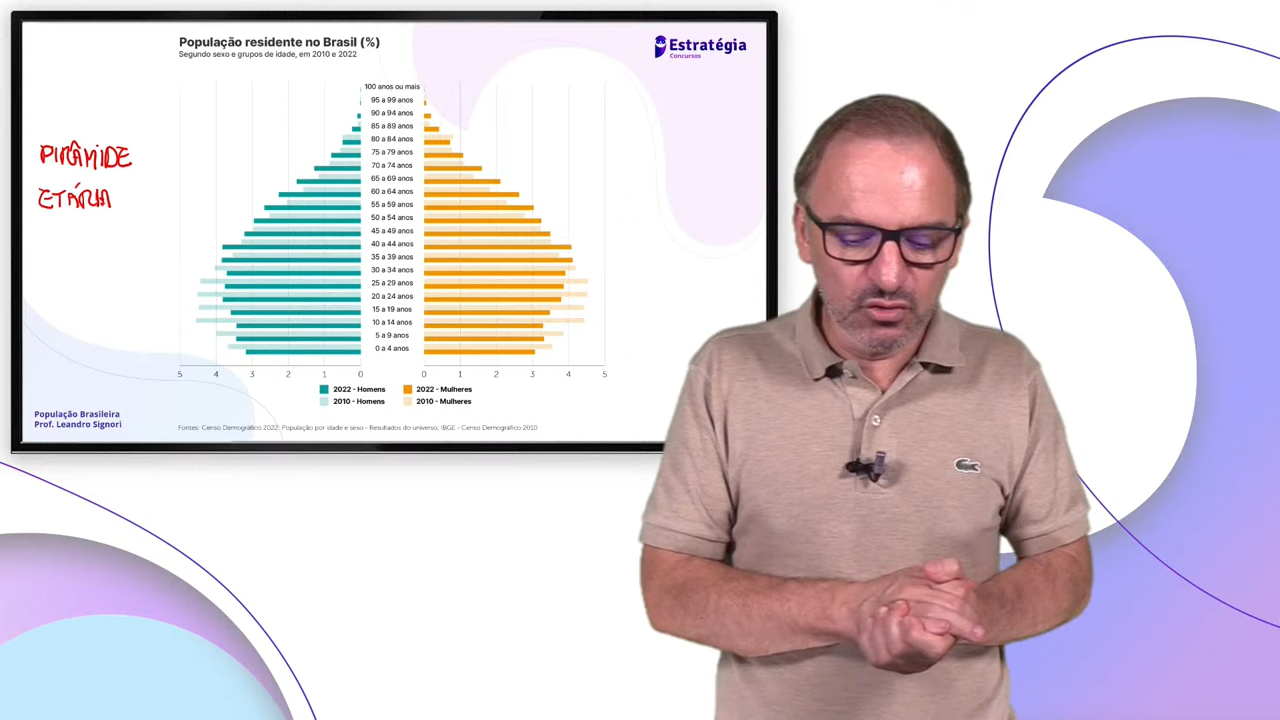 População residente no Brasil (%)
Segundo sexo e grupos de idade, em 2010 e 2022
Estratégia
Concursos
PIRÂMIDE
ETÁRIA
100 anos ou mais
95 a 99 anos
90 a 94 anos
85 a 89 anos
80 a 84 anos
75 a 79 anos
70 a 74 anos
65 a 69 anos
60 a 64 anos
55 a 59 anos
50 a 54 anos
45 a 49 anos
40 a 44 anos
35 a 39 anos
30 a 34 anos
25 a 29 anos
20 a 24 anos
15 a 19 anos
10 a 14 anos
5 a 9 anos
0 a 4 anos
5 4 3 2 1 0 0 1 2 3 4 5
2022 - Homens 2022 - Mulheres
2010 - Homens 2010 - Mulheres
População Brasileira
Prof. Leandro Signori
Fontes: Censo Demográfico 2022: População por idade e sexo - Resultados do universo; IBGE - Censo Demográfico 2010